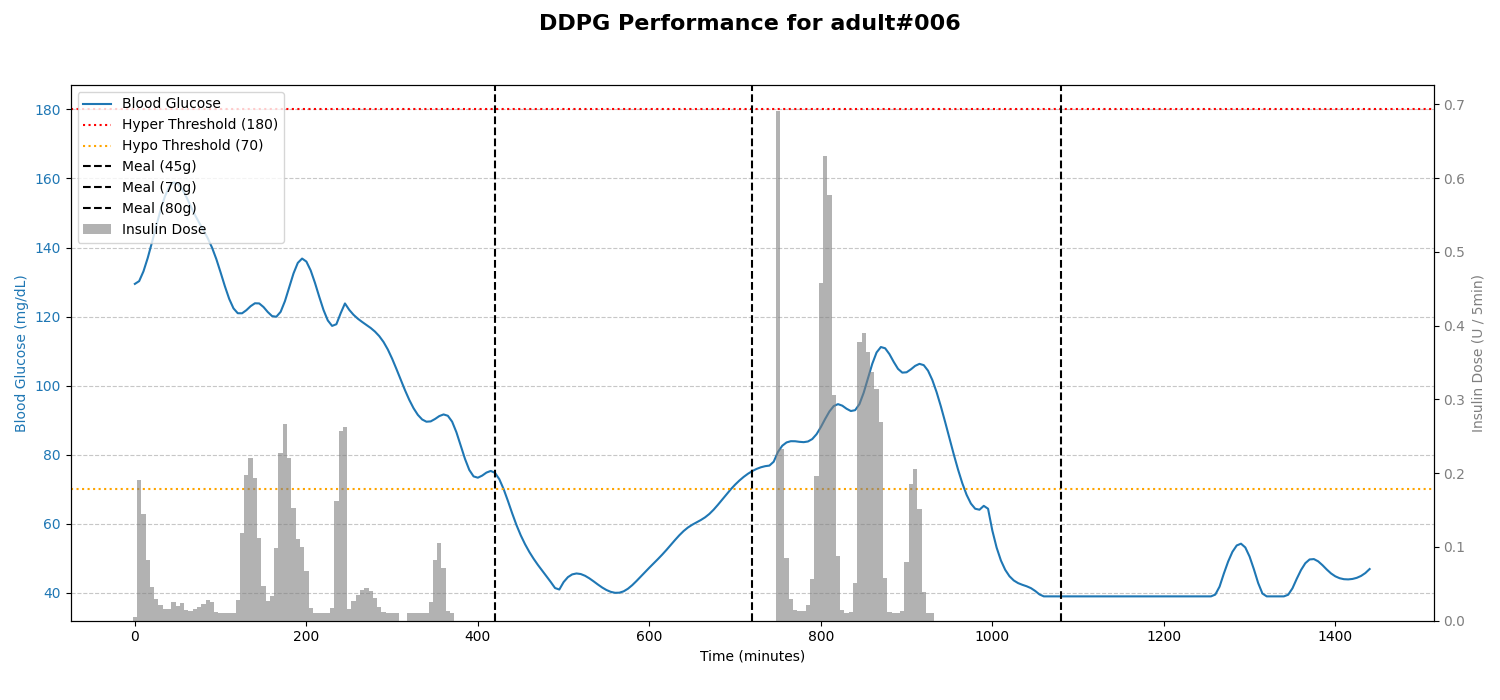 DDPG Performance for adult#006
Blood Glucose
Hyper Threshold (180)
Hypo Threshold (70)
Meal (45g)
Meal (70g)
Meal (80g)
Insulin Dose
180
160
140
120
100
80
60
40
Blood Glucose (mg/dL)
0.7
0.6
0.5
0.4
0.3
0.2
0.1
0.0
Insulin Dose (U / 5min)
0
200
400
600
800
1000
1200
1400
Time (minutes)